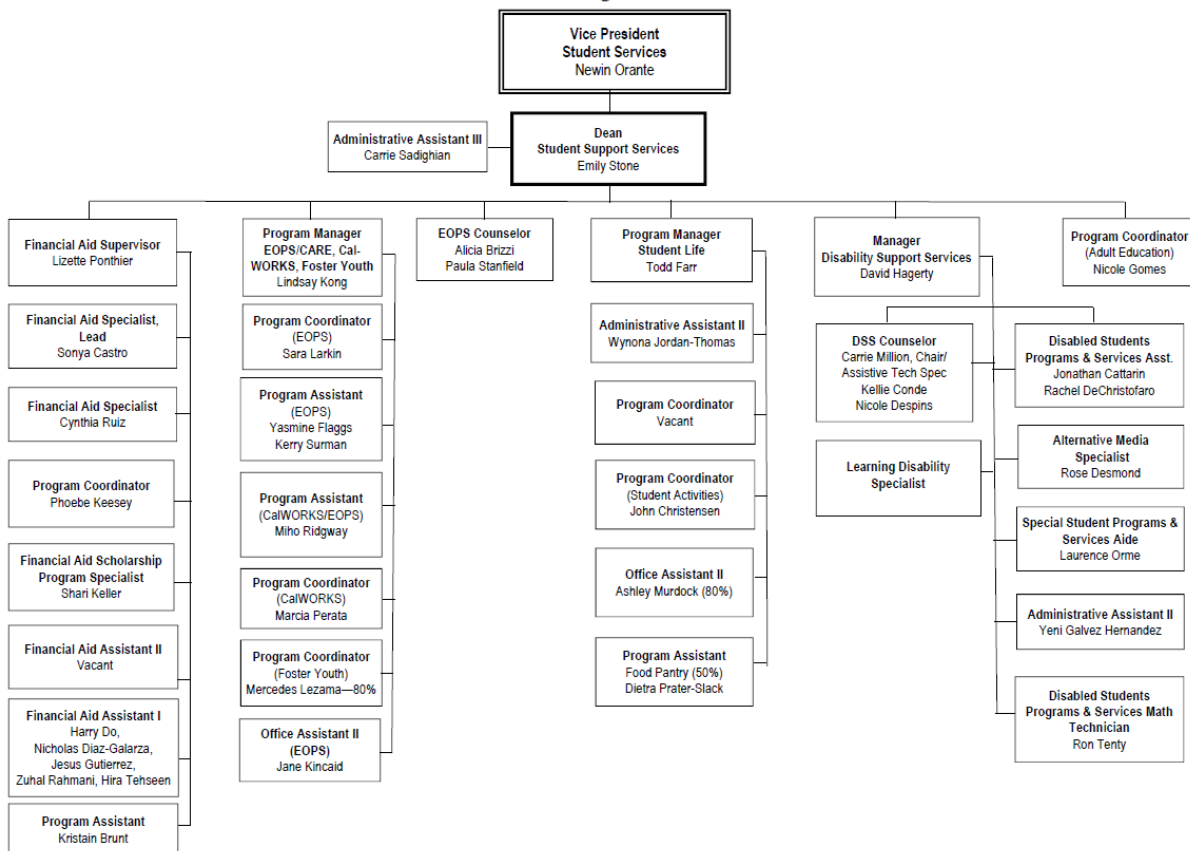 Vice President
Student Services
Newin Orante
Administrative Assistant III
Carrie Sadighian
Dean
Student Support Services
Emily Stone
Financial Aid Supervisor
Lizette Ponthier
Financial Aid Specialist,
Lead
Sonya Castro
Financial Aid Specialist
Cynthia Ruiz
Program Coordinator
Phoebe Keesey
Financial Aid Scholarship
Program Specialist
Shari Keller
Financial Aid Assistant II
Vacant
Financial Aid Assistant I
Harry Do,
Nicholas Diaz-Galarza,
Jesus Gutierrez,
Zuhal Rahmani, Hira Tehseen
Program Assistant
Kristain Brunt
Program Manager
EOPS/CARE, Cal-
WORKS, Foster Youth
Lindsay Kong
Program Coordinator
(EOPS)
Sara Larkin
Program Assistant
(EOPS)
Yasmine Flaggs
Kerry Surman
Program Assistant
(CalWORKS/EOPS)
Miho Ridgway
Program Coordinator
(CalWORKS)
Marcia Perata
Program Coordinator
(Foster Youth)
Mercedes Lezama—80%
Office Assistant II
(EOPS)
Jane Kincaid
EOPS Counselor
Alicia Brizzi
Paula Stanfield
Program Manager
Student Life
Todd Farr
Administrative Assistant II
Wynona Jordan-Thomas
Program Coordinator
Vacant
Program Coordinator
(Student Activities)
John Christensen
Office Assistant II
Ashley Murdock (80%)
Program Assistant
Food Pantry (50%)
Dietra Prater-Slack
Manager
Disability Support Services
David Hagerty
DSS Counselor
Carrie Million, Chair/
Assistive Tech Spec
Kellie Conde
Nicole Despins
Learning Disability
Specialist
Disabled Students
Programs & Services Asst.
Jonathan Cattarin
Rachel DeChristofaro
Alternative Media
Specialist
Rose Desmond
Special Student Programs &
Services Aide
Laurence Orme
Administrative Assistant II
Yeni Galvez Hernandez
Disabled Students
Programs & Services Math
Technician
Ron Tenty
Program Coordinator
(Adult Education)
Nicole Gomes